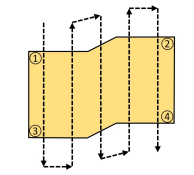 ① ②
③ ④